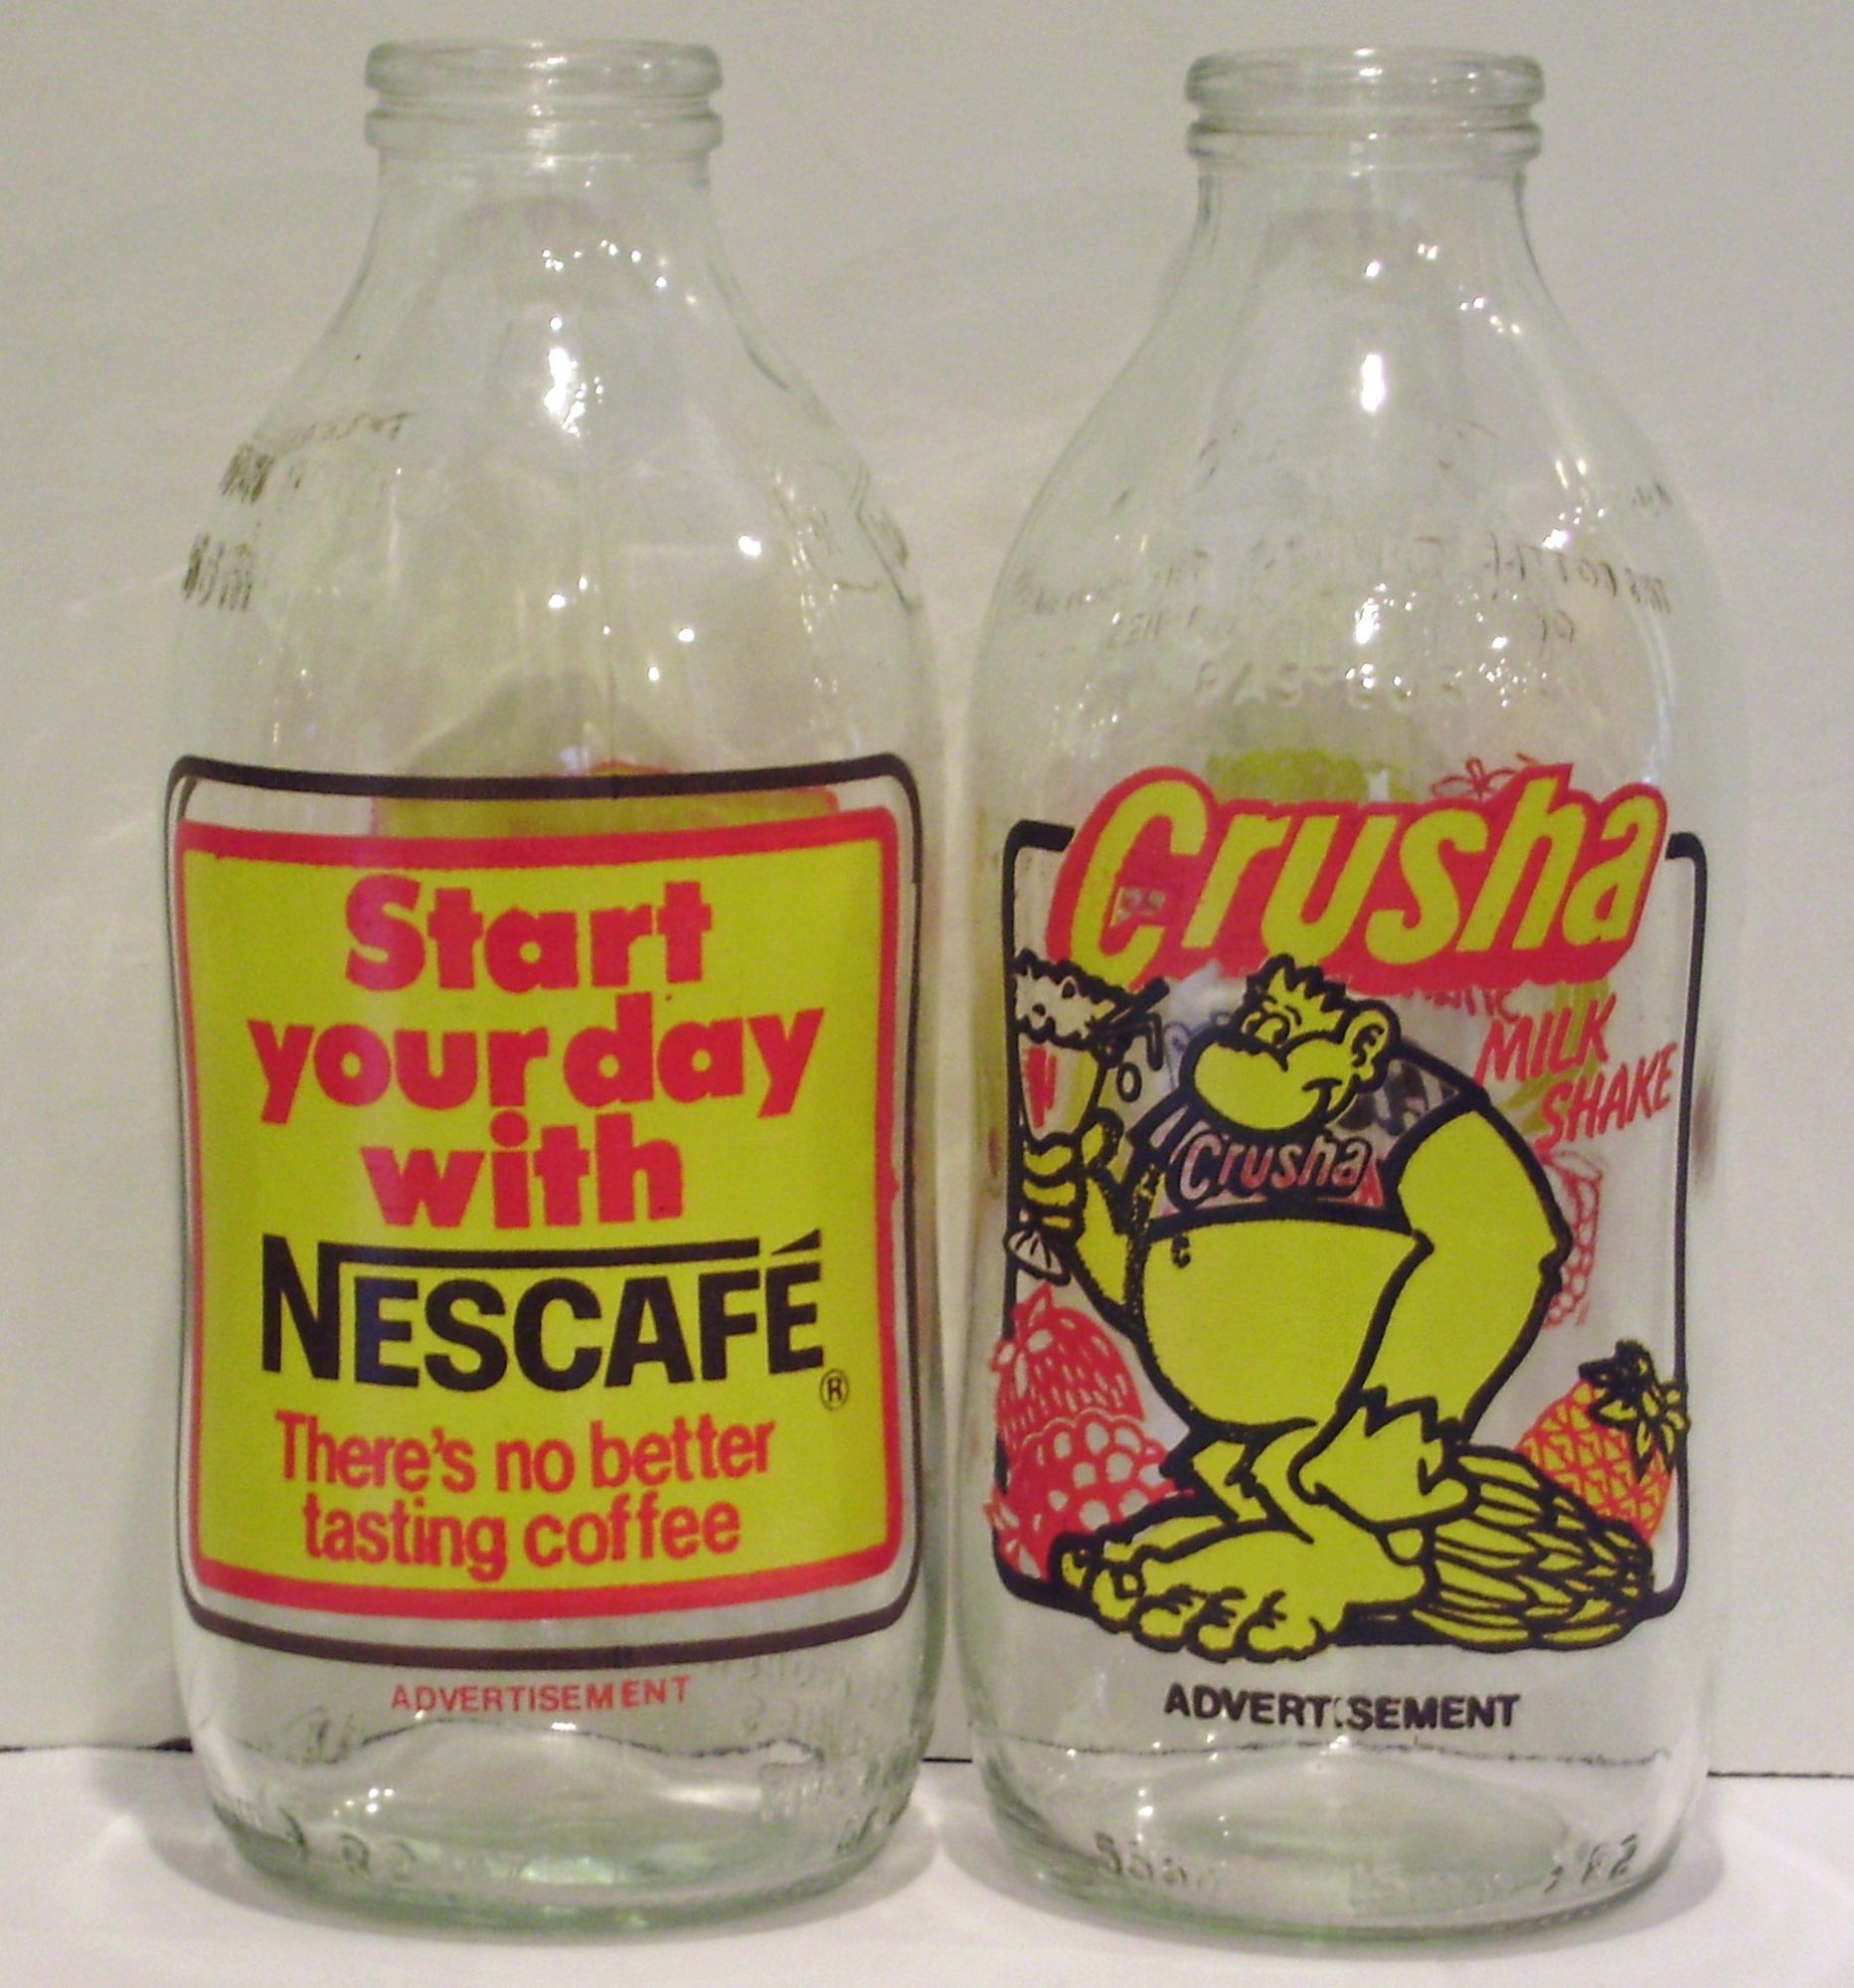 Start
your day
with
NESCAFÉ
®
There's no better
tasting coffee
ADVERTISEMENT
Crusha
MILK
SHAKE
Crusha
ADVERTISEMENT